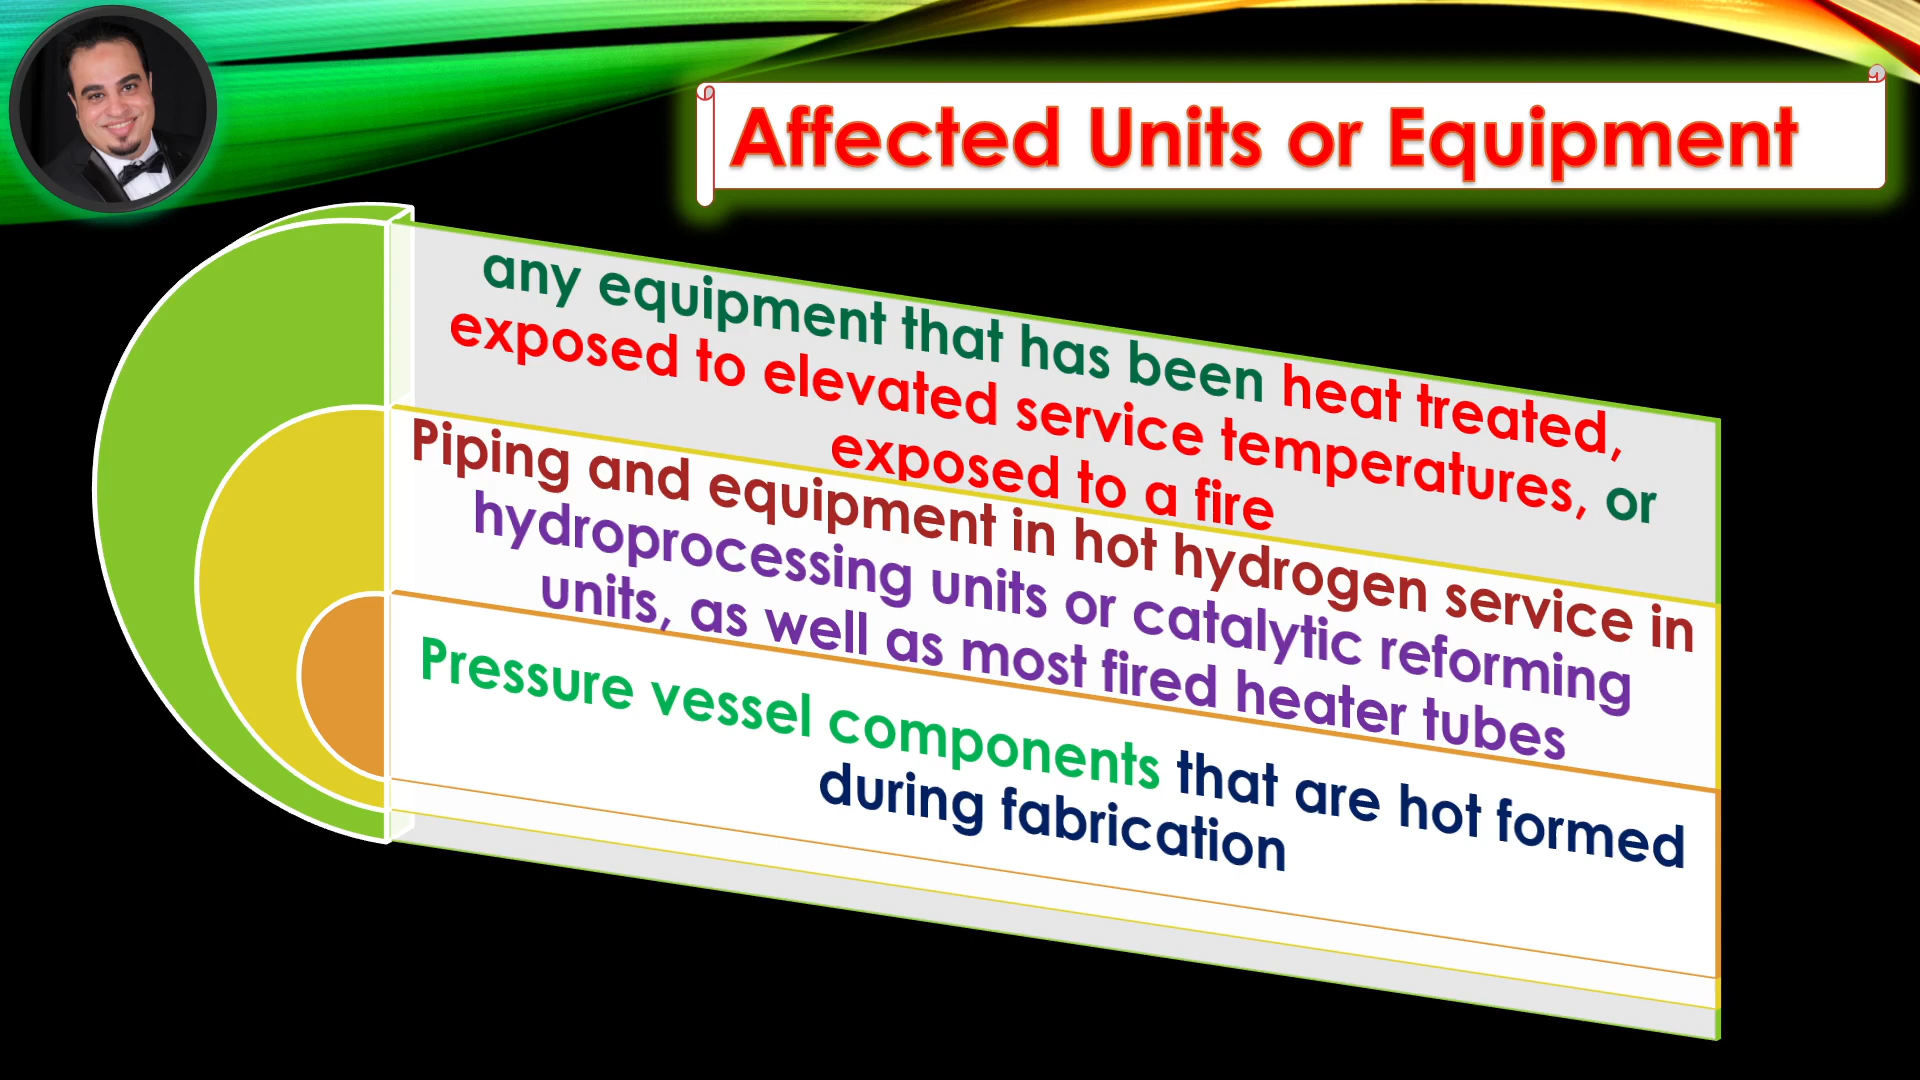 Affected Units or Equipment
any equipment that has been heat treated,
exposed to elevated service temperatures, or
exposed to a fire
Piping and equipment in hot hydrogen service in
hydroprocessing units or catalytic reforming
units, as well as most fired heater tubes
Pressure vessel components that are hot formed
during fabrication